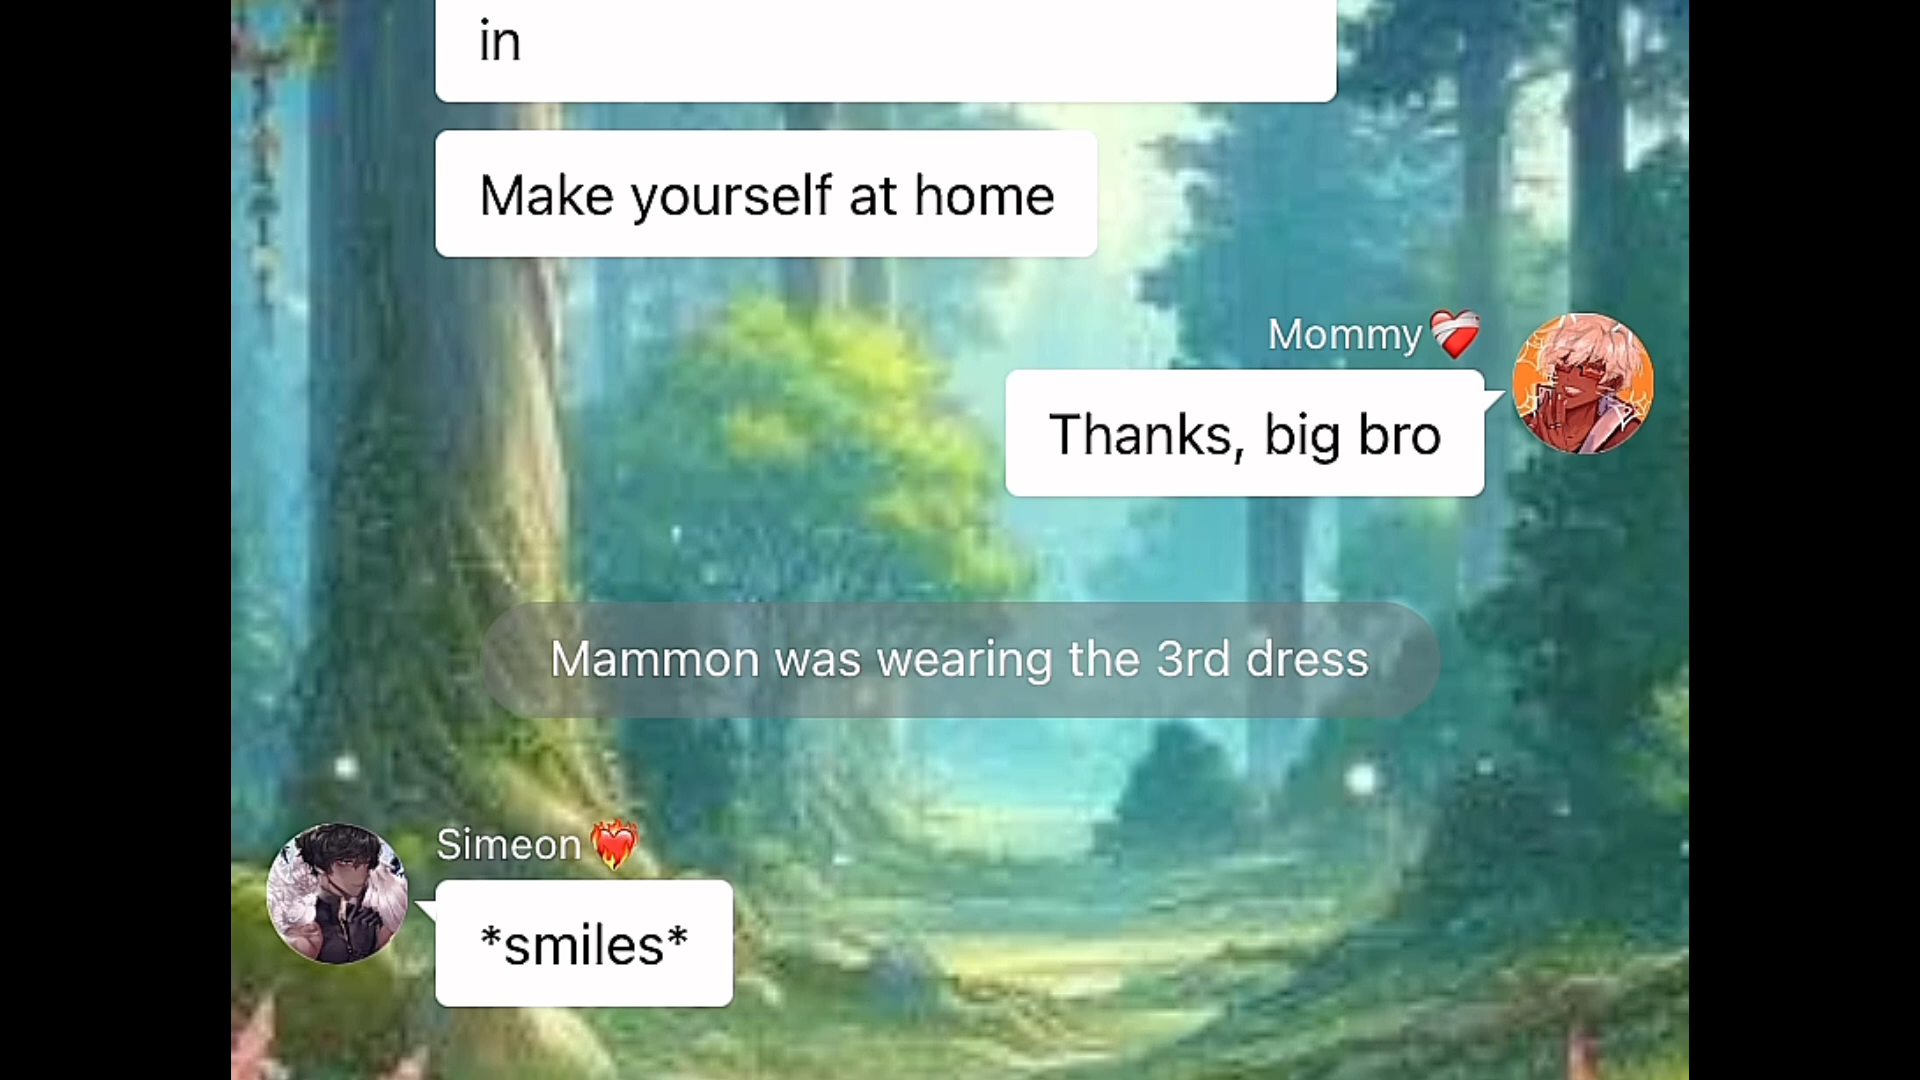 in
Make yourself at home
Mommy❤️‍🩹
Thanks, big bro
Mammon was wearing the 3rd dress
Simeon❤️‍🔥
*smiles*